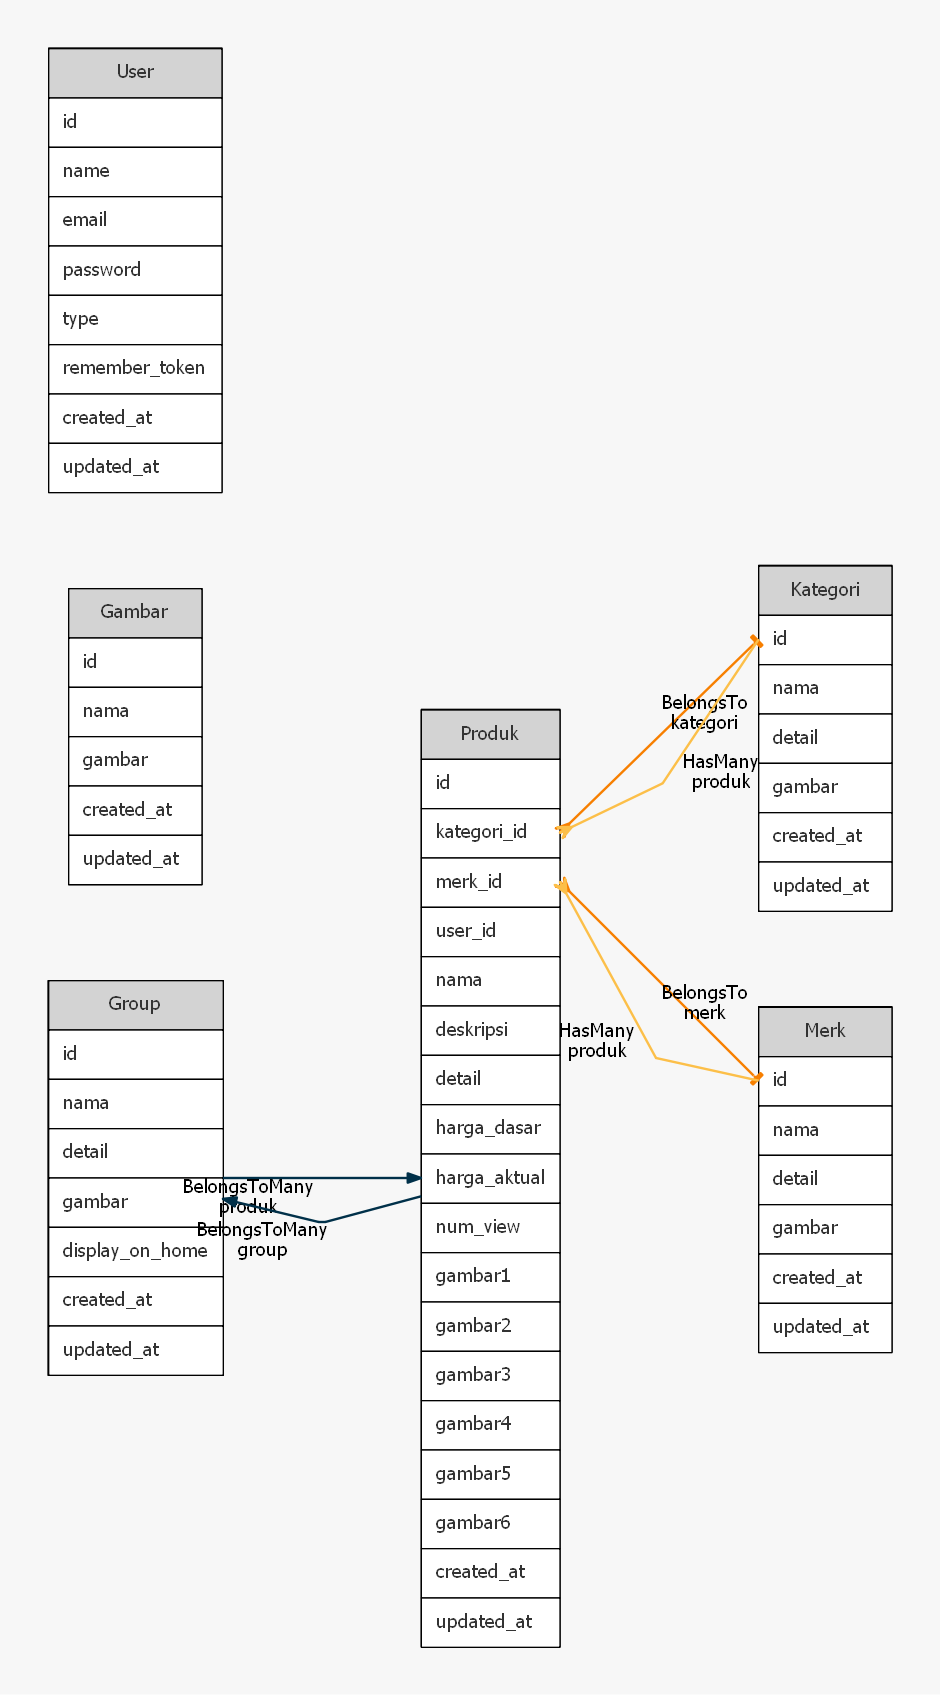 User
id
name
email
password
type
remember_token
created_at
updated_at
Gambar
id
nama
gambar
created_at
updated_at
Group
id
nama
detail
gambar
display_on_home
created_at
updated_at
BelongsToMany
produk
BelongsToMany
group
Produk
id
kategori_id
merk_id
user_id
nama
deskripsi
detail
harga_dasar
harga_aktual
num_view
gambar1
gambar2
gambar3
gambar4
gambar5
gambar6
created_at
updated_at
BelongsTo
kategori
HasMany
produk
BelongsTo
merk
HasMany
produk
Kategori
id
nama
detail
gambar
created_at
updated_at
Merk
id
nama
detail
gambar
created_at
updated_at